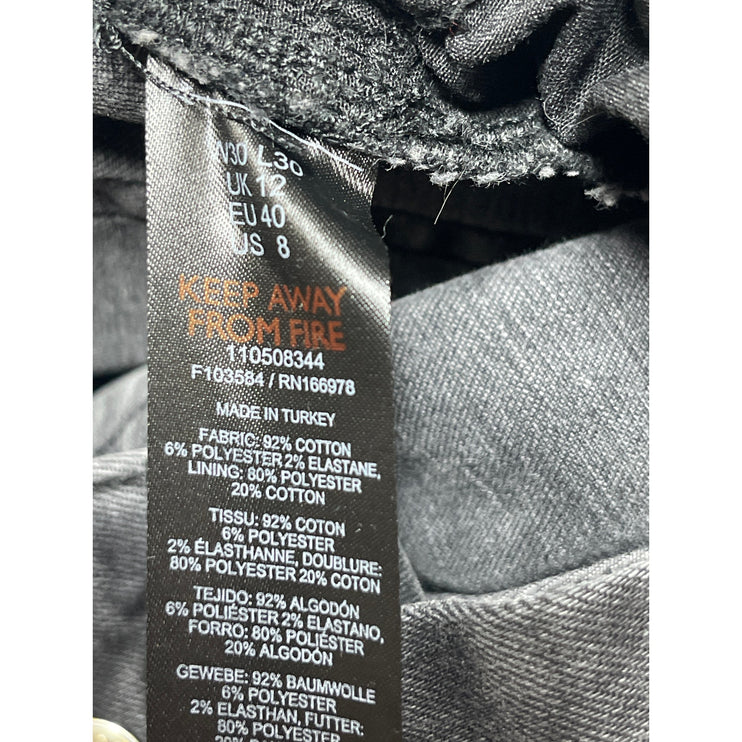 W30 L30
UK 12
EU 40
US 8
KEEP AWAY
FROM FIRE
110508344
F103584 / RN166978
MADE IN TURKEY
FABRIC: 92% COTTON
6% POLYESTER 2% ELASTANE,
LINING: 80% POLYESTER
20% COTTON
TISSU: 92% COTON
6% POLYESTER
2% ÉLASTHANNE, DOUBLURE:
80% POLYESTER 20% COTON
TEJIDO: 92% ALGODÓN
6% POLIÉSTER 2% ELASTANO,
FORRO: 80% POLIÉSTER
20% ALGODÓN
GEWEBE: 92% BAUMWOLLE
6% POLYESTER
2% ELASTHAN, FUTTER:
80% POLYESTER